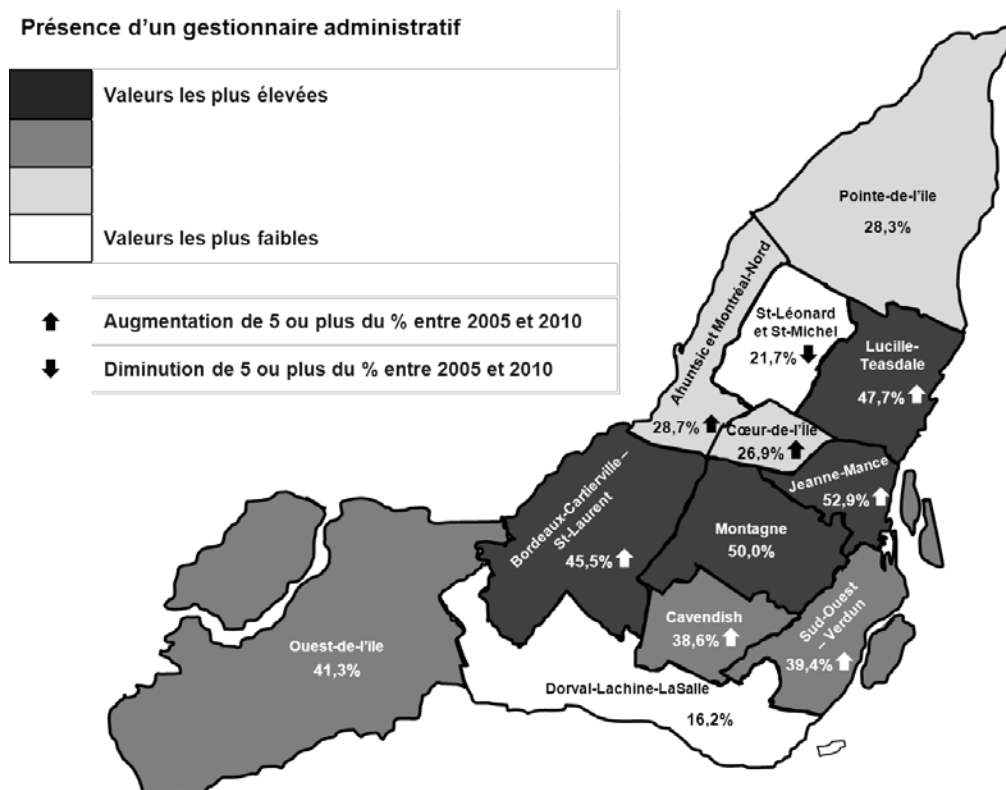 Présence d'un gestionnaire administratif
Valeurs les plus élevées
Valeurs les plus faibles
Augmentation de 5 ou plus du % entre 2005 et 2010
Diminution de 5 ou plus du % entre 2005 et 2010
Pointe-de-l'île
28,3%
Ahuntsic et Montréal-Nord
28,7%
St-Léonard
et St-Michel
21,7%
Lucille-
Teasdale
47,7%
Cœur-de-l'Île
26,9%
Jeanne-Mance
52,9%
Bordeaux-Cartierville –
St-Laurent
45,5%
Montagne
50,0%
Cavendish
38,6%
Sud-Ouest
– Verdun
39,4%
Ouest-de-l'île
41,3%
Dorval-Lachine-LaSalle
16,2%